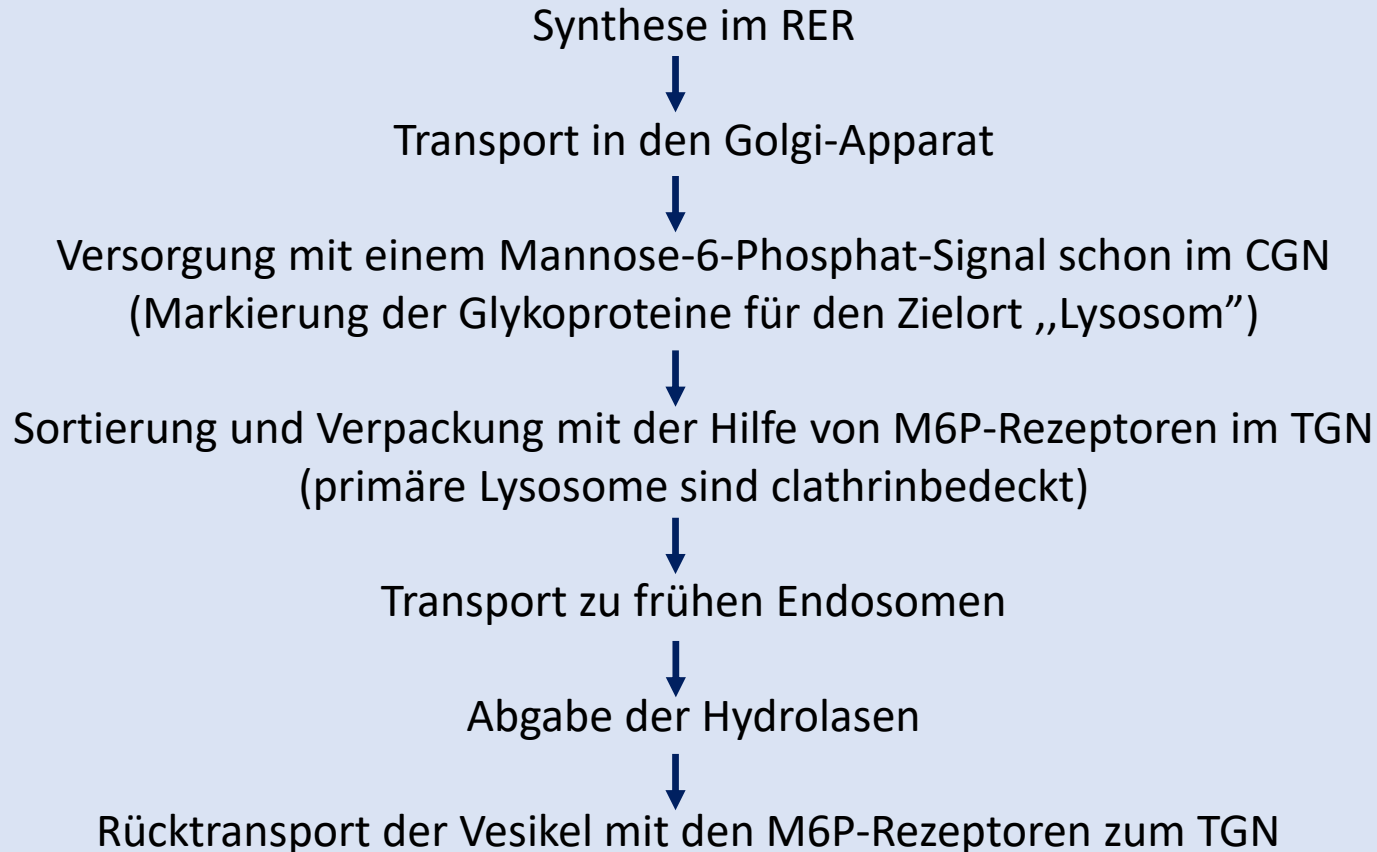 Synthese im RER
Transport in den Golgi-Apparat
Versorgung mit einem Mannose-6-Phosphat-Signal schon im CGN
(Markierung der Glykoproteine für den Zielort ,,Lysosom”)
Sortierung und Verpackung mit der Hilfe von M6P-Rezeptoren im TGN
(primäre Lysosome sind clathrinbedeckt)
Transport zu frühen Endosomen
Abgabe der Hydrolasen
Rücktransport der Vesikel mit den M6P-Rezeptoren zum TGN